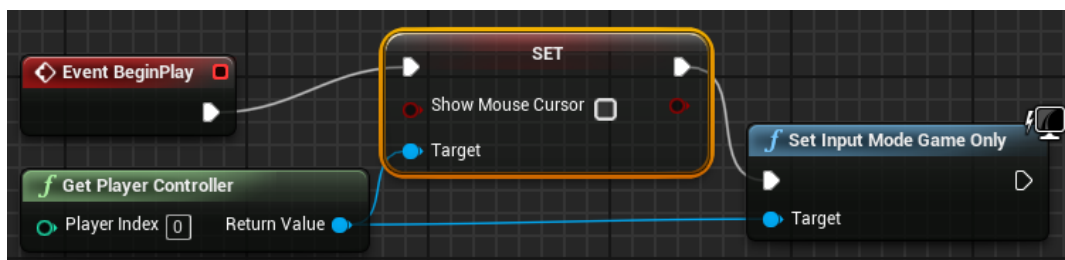 Event BeginPlay
SET
Show Mouse Cursor
Target
f Get Player Controller
Player Index 0 Return Value
f Set Input Mode Game Only
Target